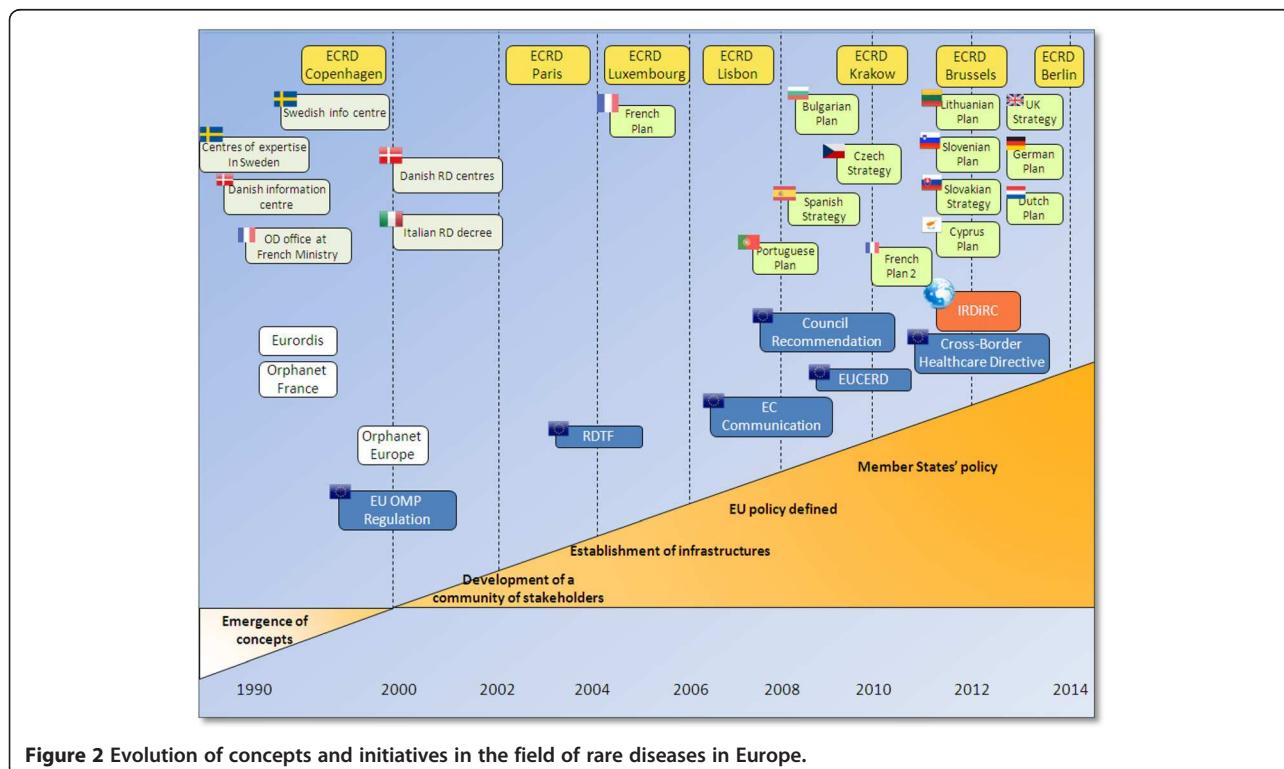 ECRD
Copenhagen
ECRD
Paris
ECRD
Luxembourg
ECRD
Lisbon
ECRD
Krakow
ECRD
Brussels
ECRD
Berlin
Swedish info centre
Centres of expertise
In Sweden
Danish information
centre
OD office at
French Ministry
Danish RD centres
Italian RD decree
French
Plan
Bulgarian
Plan
Czech
Strategy
Spanish
Strategy
Portuguese
Plan
French
Plan 2
Lithuanian
Plan
Slovenian
Plan
Slovakian
Strategy
Cyprus
Plan
UK
Strategy
German
Plan
Dutch
Plan
IRDiRC
Eurordis
Orphanet
France
Council
Recommendation
Cross-Border
Healthcare Directive
EUCERD
EC
Communication
Orphanet
Europe
RDTF
EU OMP
Regulation
Member States' policy
EU policy defined
Establishment of infrastructures
Development of a
community of stakeholders
Emergence of
concepts
1990
2000
2002
2004
2006
2008
2010
2012
2014
Figure 2 Evolution of concepts and initiatives in the field of rare diseases in Europe.